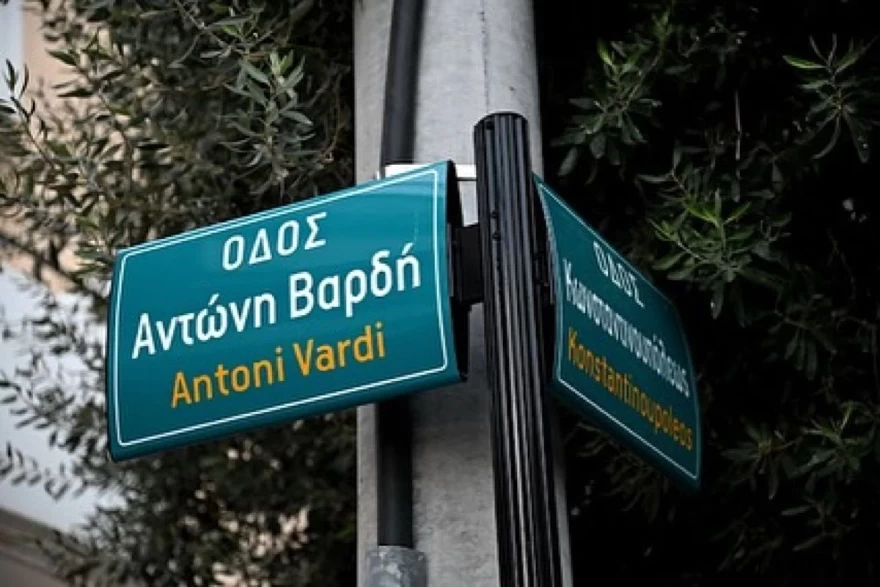 ΟΔΟΣ
Αντώνη Βαρδή
Antoni Vardi
ΟΔΟΣ
Κωνσταντινουπόλεως
Konstantinoupoleos